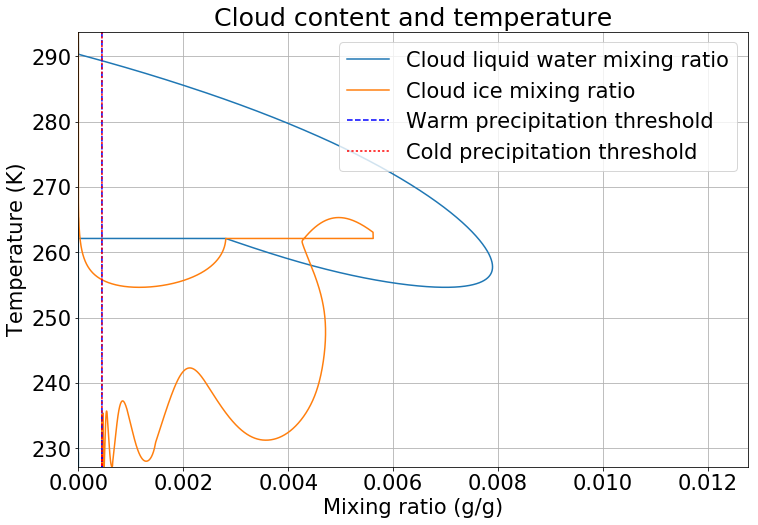 Cloud content and temperature
Cloud liquid water mixing ratio
Cloud ice mixing ratio
Warm precipitation threshold
Cold precipitation threshold
Temperature (K)
290
280
270
260
250
240
230
0.000 0.002 0.004 0.006 0.008 0.010 0.012
Mixing ratio (g/g)